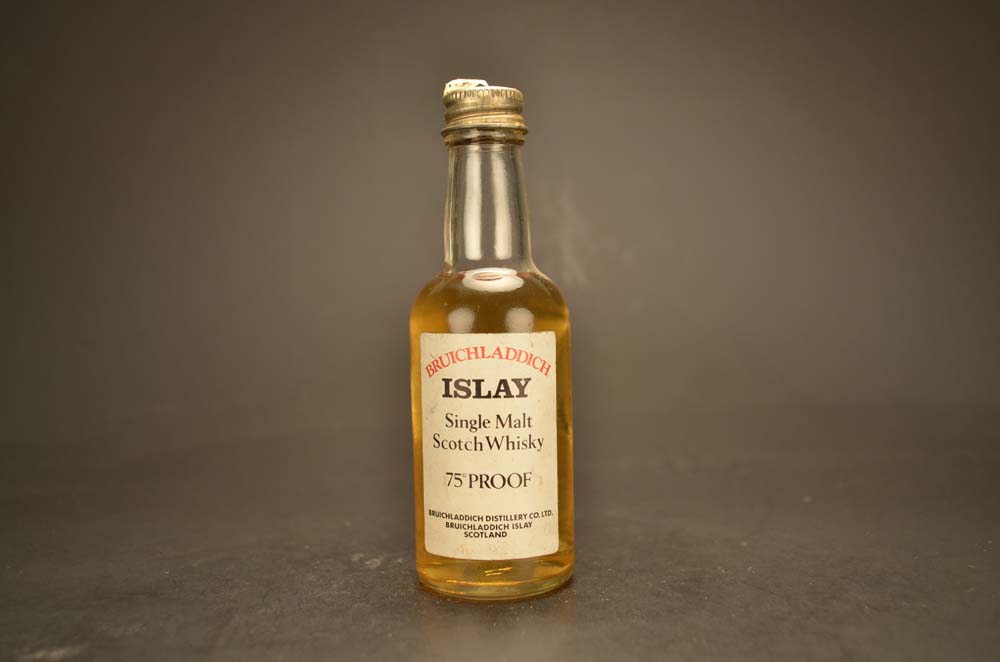 BRUICHLADDICH
ISLAY
Single Malt
Scotch Whisky
75° PROOF
BRUICHLADDICH DISTILLERY CO. LTD.
BRUICHLADDICH ISLAY
SCOTLAND